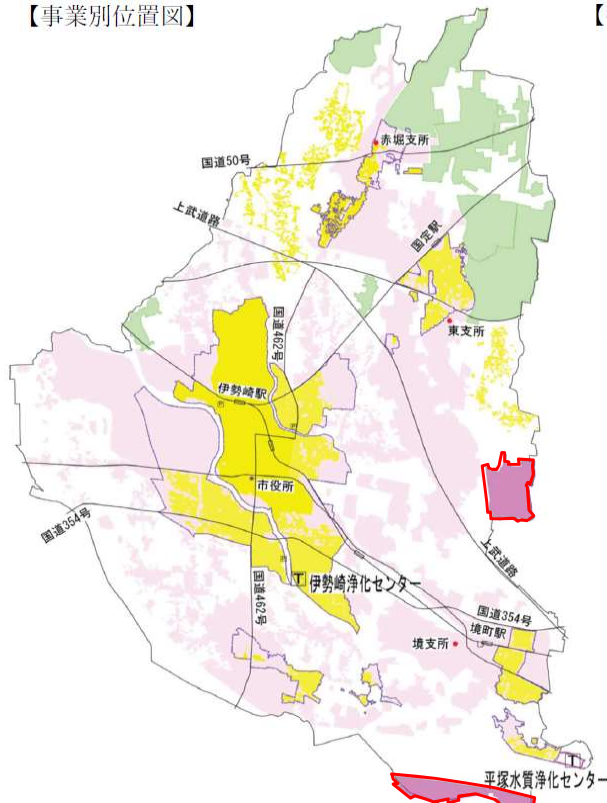 【事業別位置図】
【
赤堀支所
国道50号
上武道路
国定駅
東支所
国道462号
伊勢崎駅
市役所
国道354号
上武道路
T 伊勢崎浄化センター
国道462号
国道354号
境町駅
境支所
T
平塚水質浄化センター